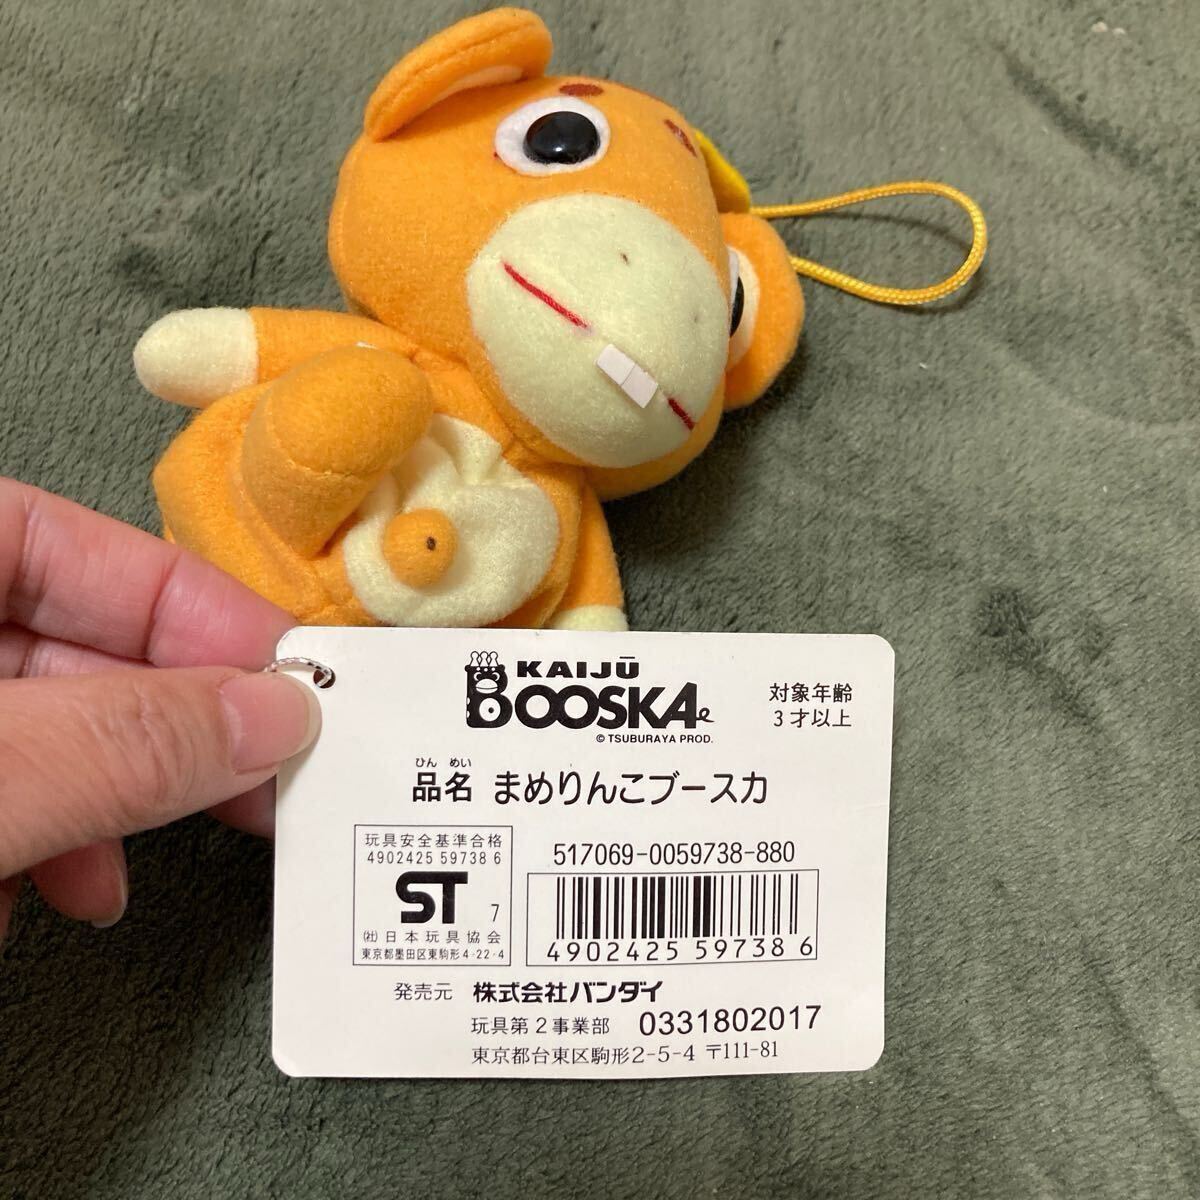 KAIJŪ
BOOSKA
© TSUBURAYA PROD.
対象年齢
3才以上
ひん めい
品名 まめりんこブースカ
玩具安全基準合格
4902425 59738 6
ST 7
㈳日本玩具協会
東京都墨田区東駒形4-22-4
517069-0059738-880
4902425 59738 6
発売元 株式会社バンダイ
玩具第2事業部 0331802017
東京都台東区駒形2-5-4 〒111-81